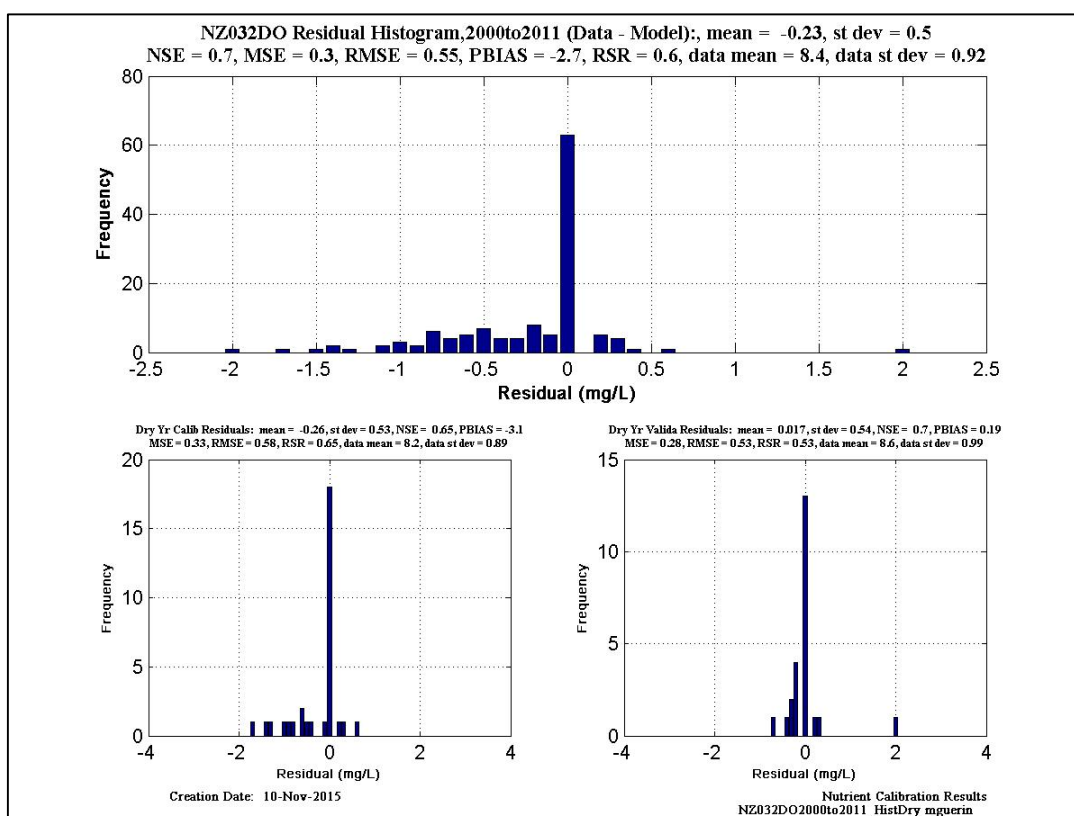 NZ032DO Residual Histogram,2000to2011 (Data - Model):, mean = -0.23, st dev = 0.5
NSE = 0.7, MSE = 0.3, RMSE = 0.55, PBIAS = -2.7, RSR = 0.6, data mean = 8.4, data st dev = 0.92
80
60
40
20
0
Frequency
-2.5 -2 -1.5 -1 -0.5 0 0.5 1 1.5 2 2.5
Residual (mg/L)
Dry Yr Calib Residuals: mean = -0.26, st dev = 0.53, NSE = 0.65, PBIAS = -3.1
MSE = 0.33, RMSE = 0.58, RSR = 0.65, data mean = 8.2, data st dev = 0.89
20
15
10
5
0
Frequency
-4 -2 0 2 4
Residual (mg/L)
Dry Yr Valida Residuals: mean = 0.017, st dev = 0.54, NSE = 0.7, PBIAS = 0.19
MSE = 0.28, RMSE = 0.53, RSR = 0.53, data mean = 8.6, data st dev = 0.99
15
10
5
0
Frequency
-4 -2 0 2 4
Residual (mg/L)
Creation Date: 10-Nov-2015
Nutrient Calibration Results
NZ032DO2000to2011 HistDry mguerin